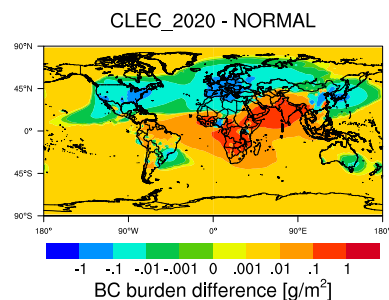 CLEC_2020 - NORMAL
90°N
45°N
0°
45°S
90°S
180° 90°W 0° 90°E 180°
-1 -.1 -.01 -.001 0 .001 .01 .1 1
BC burden difference [g/m²]